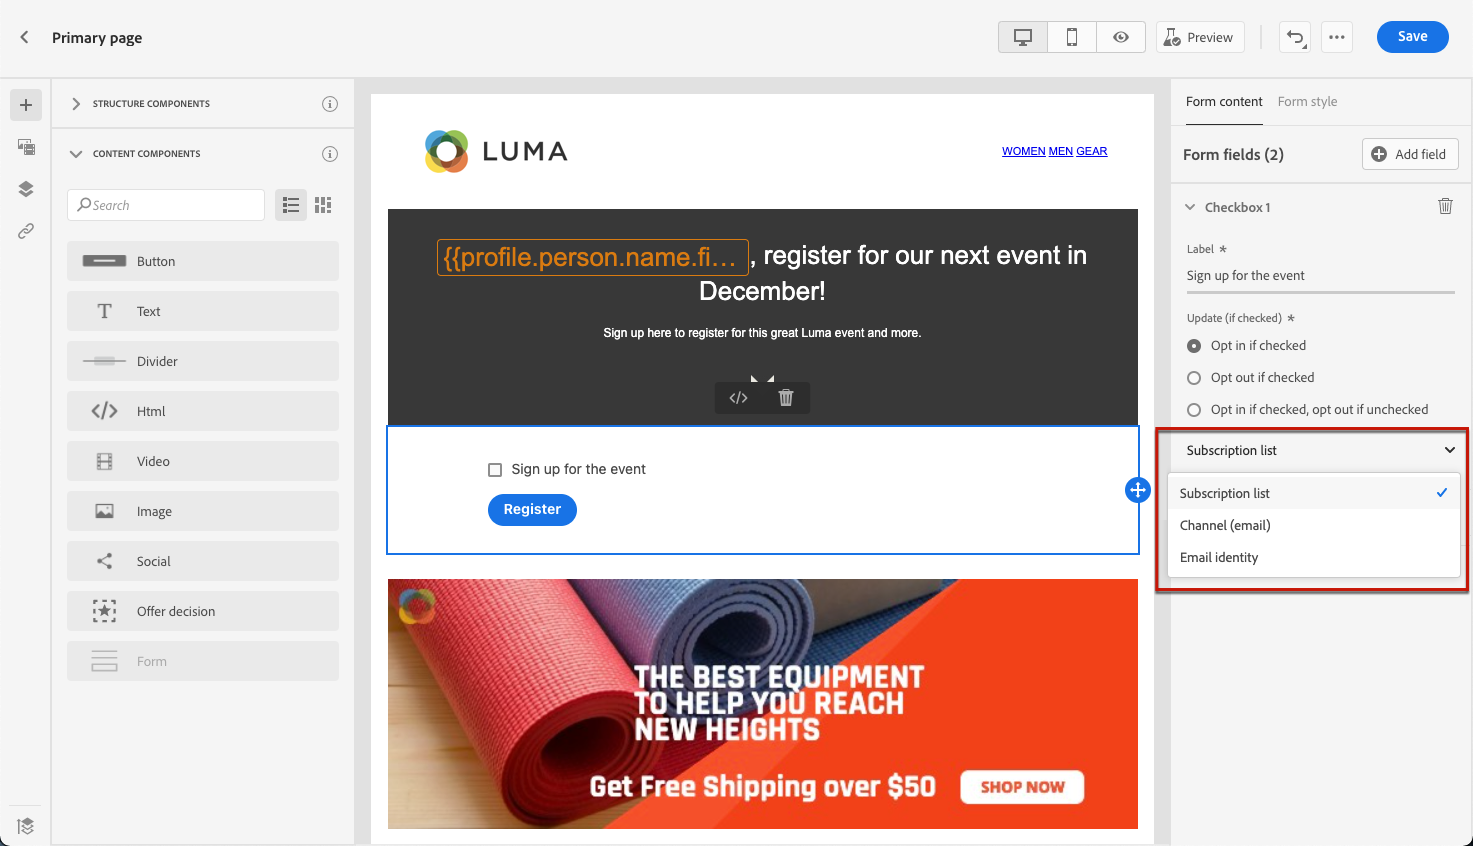 Primary page
Preview
Save
STRUCTURE COMPONENTS
CONTENT COMPONENTS
Search
Button
Text
Divider
Html
Video
Image
Social
Offer decision
Form
LUMA
WOMEN MEN GEAR
{{profile.person.name.fi... , register for our next event in
December!
Sign up here to register for this great Luma event and more.
Sign up for the event
Register
THE BEST EQUIPMENT
TO HELP YOU REACH
NEW HEIGHTS
Get Free Shipping over $50
SHOP NOW
Form content Form style
Form fields (2)
Add field
Checkbox 1
Label *
Sign up for the event
Update (if checked) *
Opt in if checked
Opt out if checked
Opt in if checked, opt out if unchecked
Subscription list
Subscription list
Channel (email)
Email identity